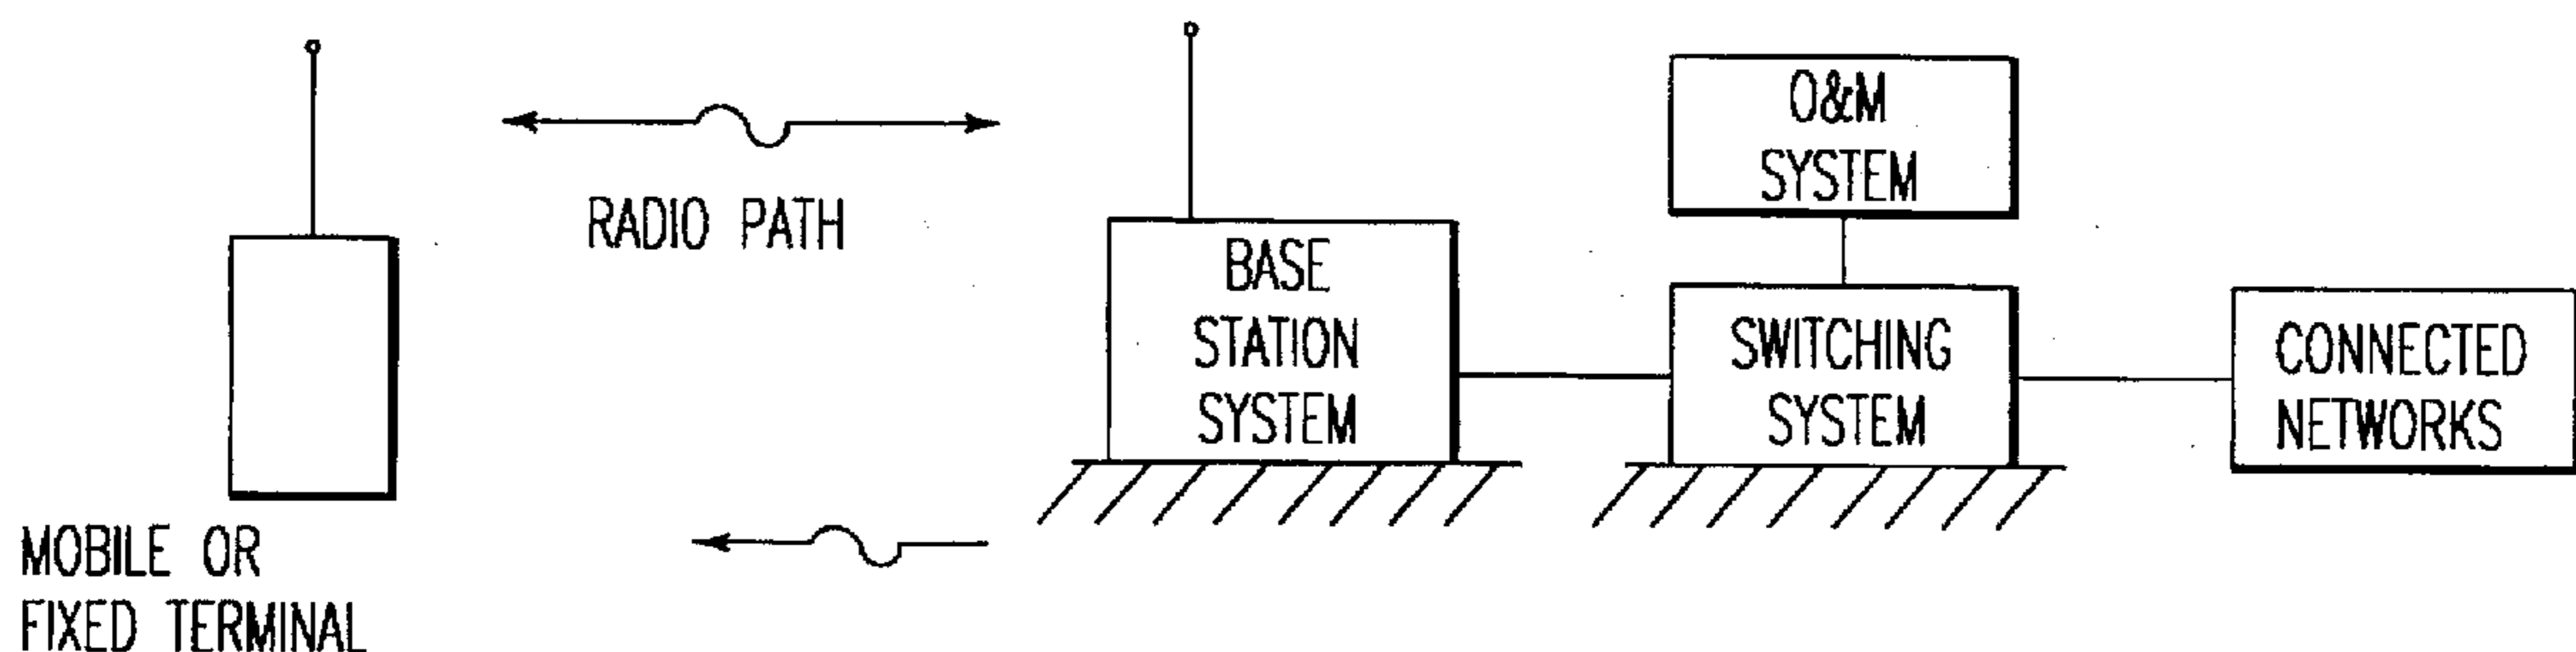 RADIO PATH
MOBILE OR
FIXED TERMINAL
BASE
STATION
SYSTEM
O&M
SYSTEM
SWITCHING
SYSTEM
CONNECTED
NETWORKS